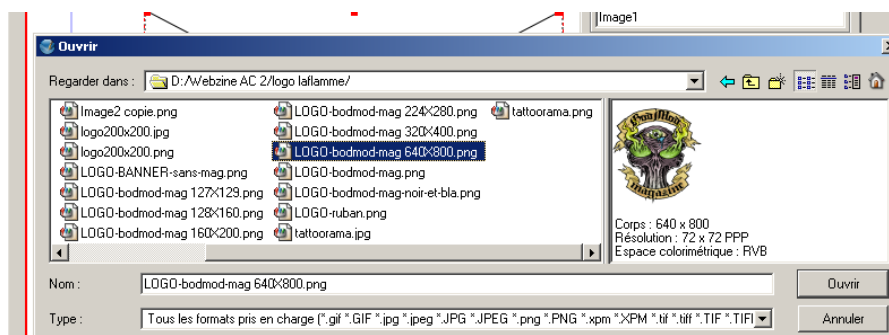 Image1
Ouvrir
Regarder dans :
D:/Webzine AC 2/logo laflamme/
Image2 copie.png
logo200x200.jpg
logo200x200.png
LOGO-BANNER-sans-mag.png
LOGO-bodmod-mag 127X129.png
LOGO-bodmod-mag 128X160.png
LOGO-bodmod-mag 160X200.png
LOGO-bodmod-mag 224X280.png
LOGO-bodmod-mag 320X400.png
LOGO-bodmod-mag 640X800.png
LOGO-bodmod-mag.png
LOGO-bodmod-mag-noir-et-bla.png
LOGO-ruban.png
tattoorama.jpg
tattoorama.png
BodMod
magazine
Corps : 640 x 800
Résolution : 72 x 72 PPP
Espace colorimétrique : RVB
Nom :
LOGO-bodmod-mag 640X800.png
Ouvrir
Type :
Tous les formats pris en charge (*.gif *.GIF *.jpg *.jpeg *.JPG *.JPEG *.png *.PNG *.xpm *.XPM *.tif *.tiff *.TIF *.TIFI
Annuler